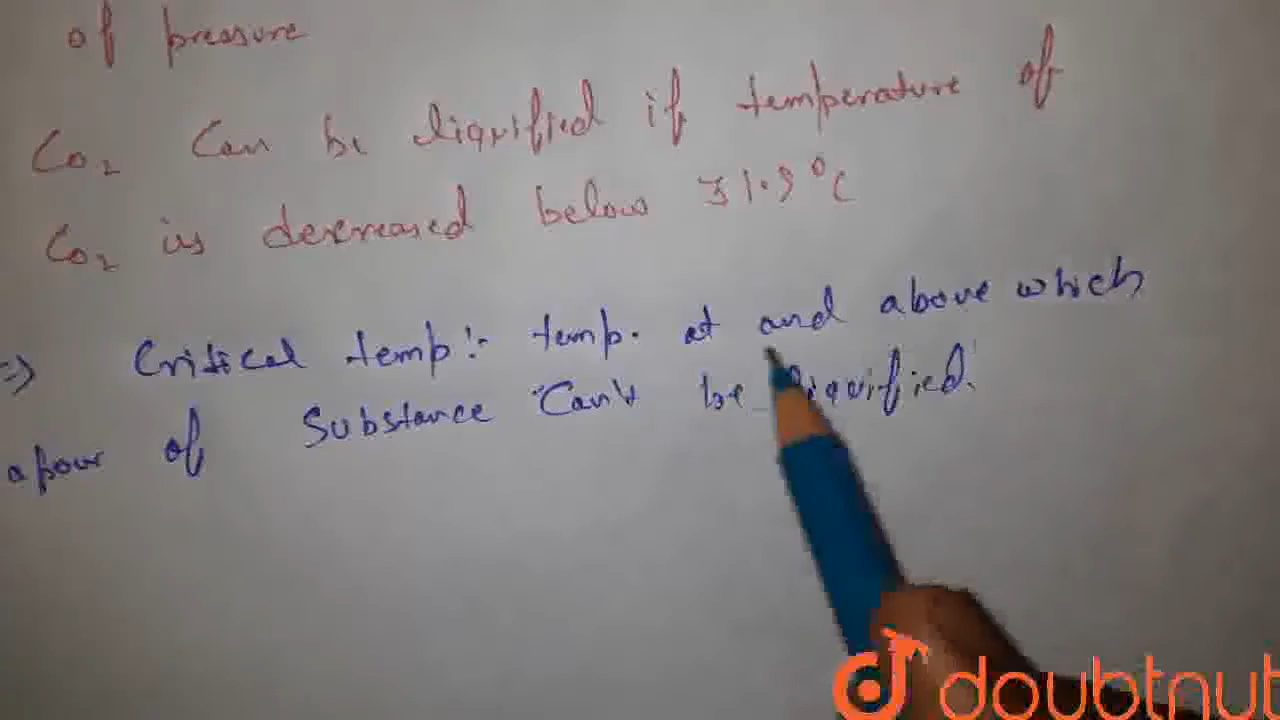 of pressure
CO2 Can be liquified if temperature of
CO2 is decreased below 31.9°C
⇒ Critical temp:- temp. at and above which
apour of Substance Can't be liquified.
doubtnut